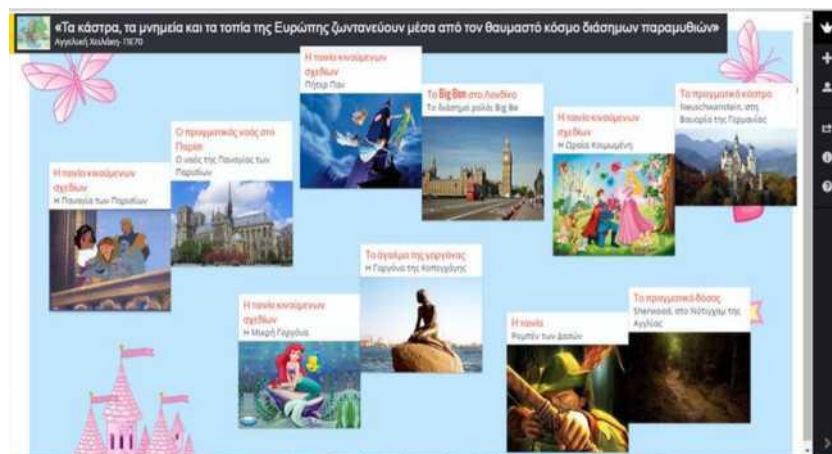 «Τα κάστρα, τα μνημεία και τα τοπία της Ευρώπης ζωντανεύουν μέσα από τον θαυμαστό κόσμο διάσημων παραμυθιών»
Αγγελική Χειλάκη- ΠΕ70
Η ταινία κινούμενων
σχεδίων
Πήτερ Παν
Το Big Ben στο Λονδίνο
Το διάσημο ρολόι Big Be
Η ταινία κινούμενων
σχεδίων
Η Ωραία Κοιμωμένη
Το πραγματικό κάστρο
Neuschwanstein, στη
Βαυαρία της Γερμανίας
Ο πραγματικός ναός στο
Παρίσι
Ο ναός της Παναγίας των
Παρισίων
Η ταινία κινούμενων
σχεδίων
Η Παναγία των Παρισίων
Το άγαλμα της γοργόνας
Η Γοργόνα της Κοπεγχάγης
Η ταινία κινούμενων
σχεδίων
Η Μικρή Γοργόνα
Η ταινία
Ρομπέν των Δασών
Το πραγματικό δάσος
Sherwood, στο Νότιγχαμ της
Αγγλίας